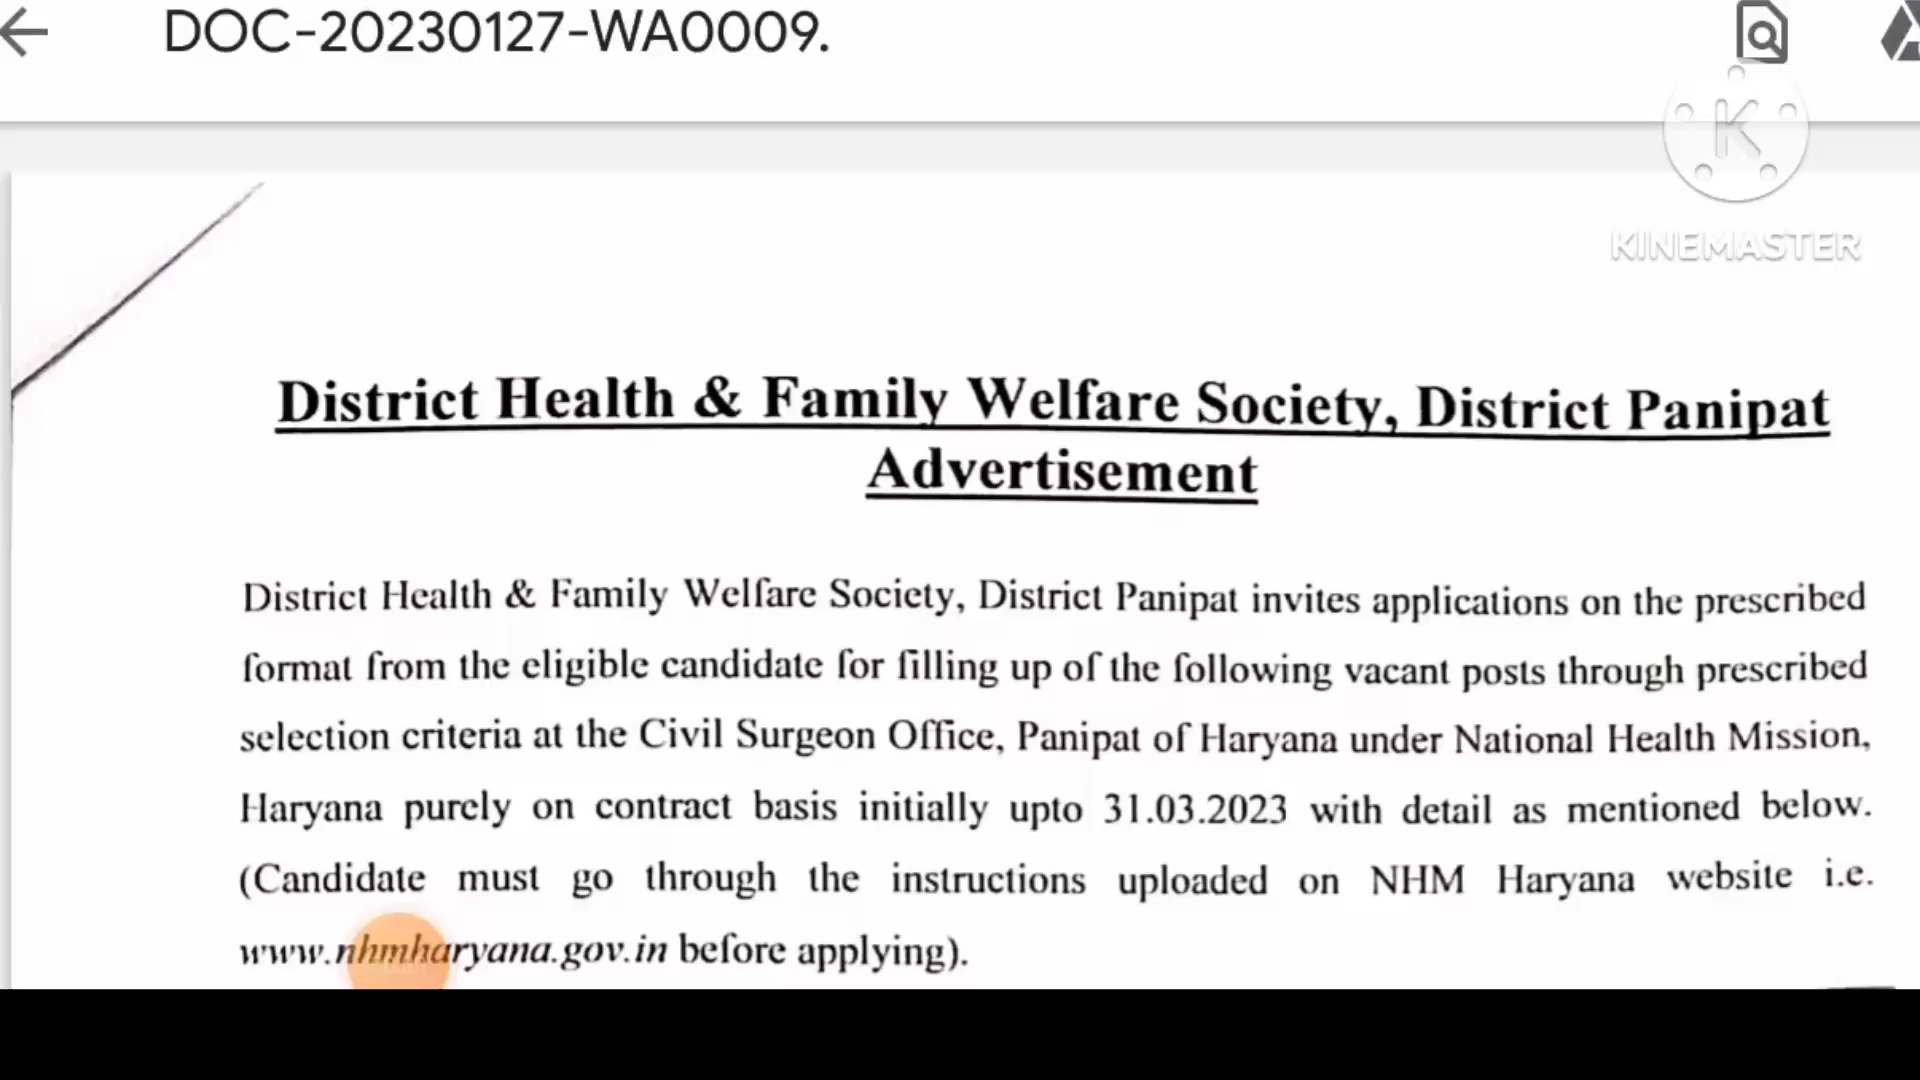 DOC-20230127-WA0009.
K
KINEMASTER
District Health & Family Welfare Society, District Panipat
Advertisement
District Health & Family Welfare Society, District Panipat invites applications on the prescribed
format from the eligible candidate for filling up of the following vacant posts through prescribed
selection criteria at the Civil Surgeon Office, Panipat of Haryana under National Health Mission,
Haryana purely on contract basis initially upto 31.03.2023 with detail as mentioned below.
(Candidate must go through the instructions uploaded on NHM Haryana website i.e.
www.nhmharyana.gov.in before applying).